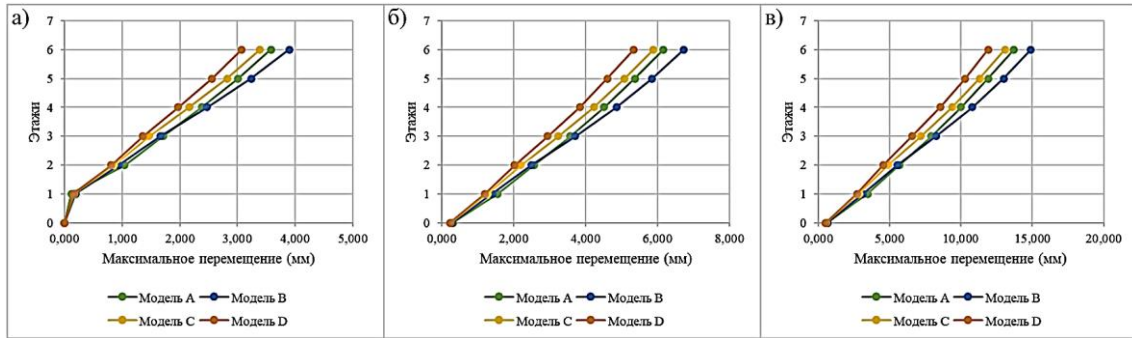 а)
7
6
5
4
3
2
1
0
Этажи
0,000 1,000 2,000 3,000 4,000 5,000
Максимальное перемещение (мм)
Модель A Модель B
Модель C Модель D
б)
7
6
5
4
3
2
1
0
Этажи
0,000 2,000 4,000 6,000 8,000
Максимальное перемещение (мм)
Модель A Модель B
Модель C Модель D
в)
7
6
5
4
3
2
1
0
Этажи
0,000 5,000 10,000 15,000 20,000
Максимальное перемещение (мм)
Модель A Модель B
Модель C Модель D